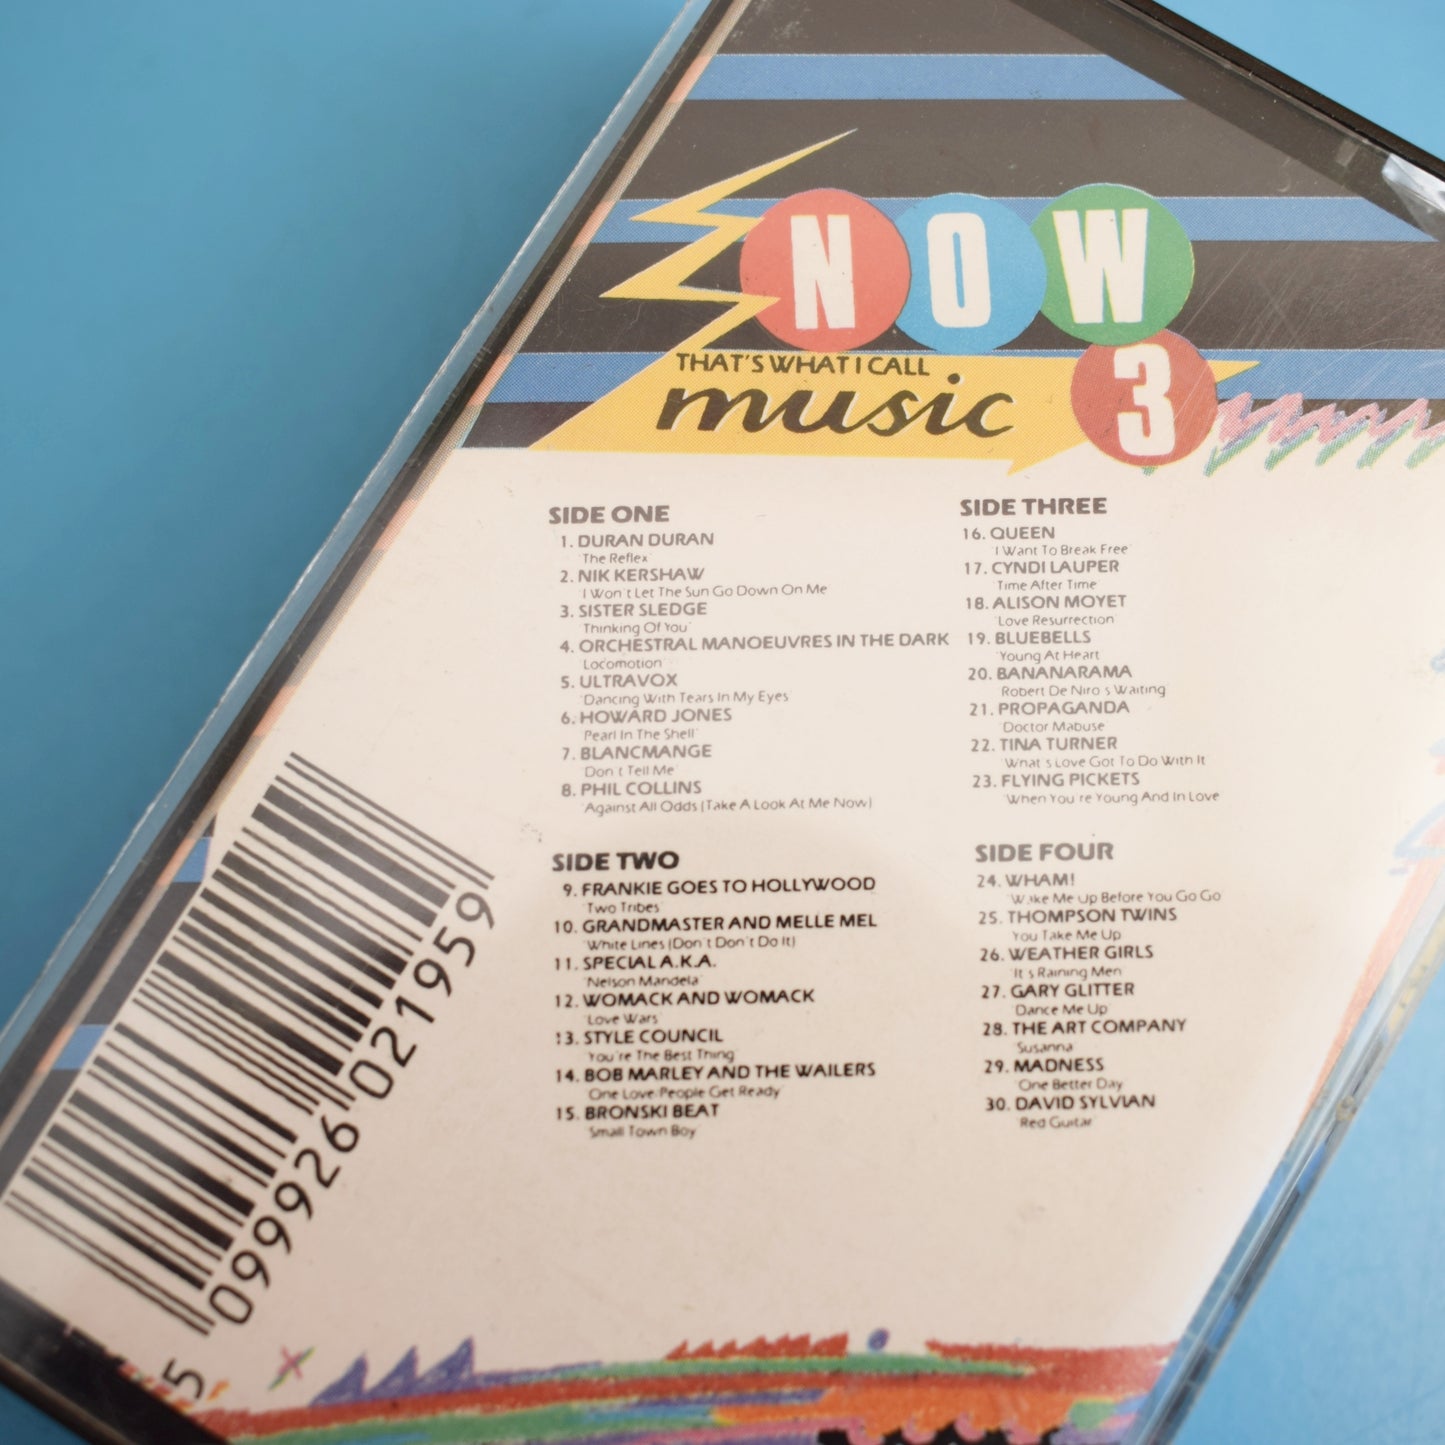 NOW
THAT'S WHAT I CALL
music 3
SIDE ONE
1. DURAN DURAN
'The Reflex'
2. NIK KERSHAW
'I Won't Let The Sun Go Down On Me
3. SISTER SLEDGE
'Thinking Of You'
4. ORCHESTRAL MANOEUVRES IN THE DARK
'Locomotion'
5. ULTRAVOX
'Dancing With Tears In My Eyes
6. HOWARD JONES
'Pearl In The Shell'
7. BLANCMANGE
'Don't Tell Me'
8. PHIL COLLINS
'Against All Odds (Take A Look At Me Now)
SIDE TWO
9. FRANKIE GOES TO HOLLYWOOD
'Two Tribes'
10. GRANDMASTER AND MELLE MEL
'White Lines (Don't Don't Do It)
11. SPECIAL A.K.A.
'Nelson Mandela'
12. WOMACK AND WOMACK
'Love Wars'
13. STYLE COUNCIL
'You're The Best Thing
14. BOB MARLEY AND THE WAILERS
'One Love/People Get Ready'
15. BRONSKI BEAT
'Small Town Boy'
SIDE THREE
16. QUEEN
'I Want To Break Free'
17. CYNDI LAUPER
'Time After Time
18. ALISON MOYET
'Love Resurrection'
19. BLUEBELLS
'Young At Heart
20. BANANARAMA
'Robert De Niro's Waiting'
21. PROPAGANDA
'Doctor Mabuse
22. TINA TURNER
'What's Love Got To Do With It
23. FLYING PICKETS
'When You're Young And In Love
SIDE FOUR
24. WHAM!
'Wake Me Up Before You Go Go
25. THOMPSON TWINS
'You Take Me Up
26. WEATHER GIRLS
'It's Raining Men
27. GARY GLITTER
'Dance Me Up
28. THE ART COMPANY
'Susanna'
29. MADNESS
'One Better Day
30. DAVID SYLVIAN
'Red Guitar'
5 099926 021959